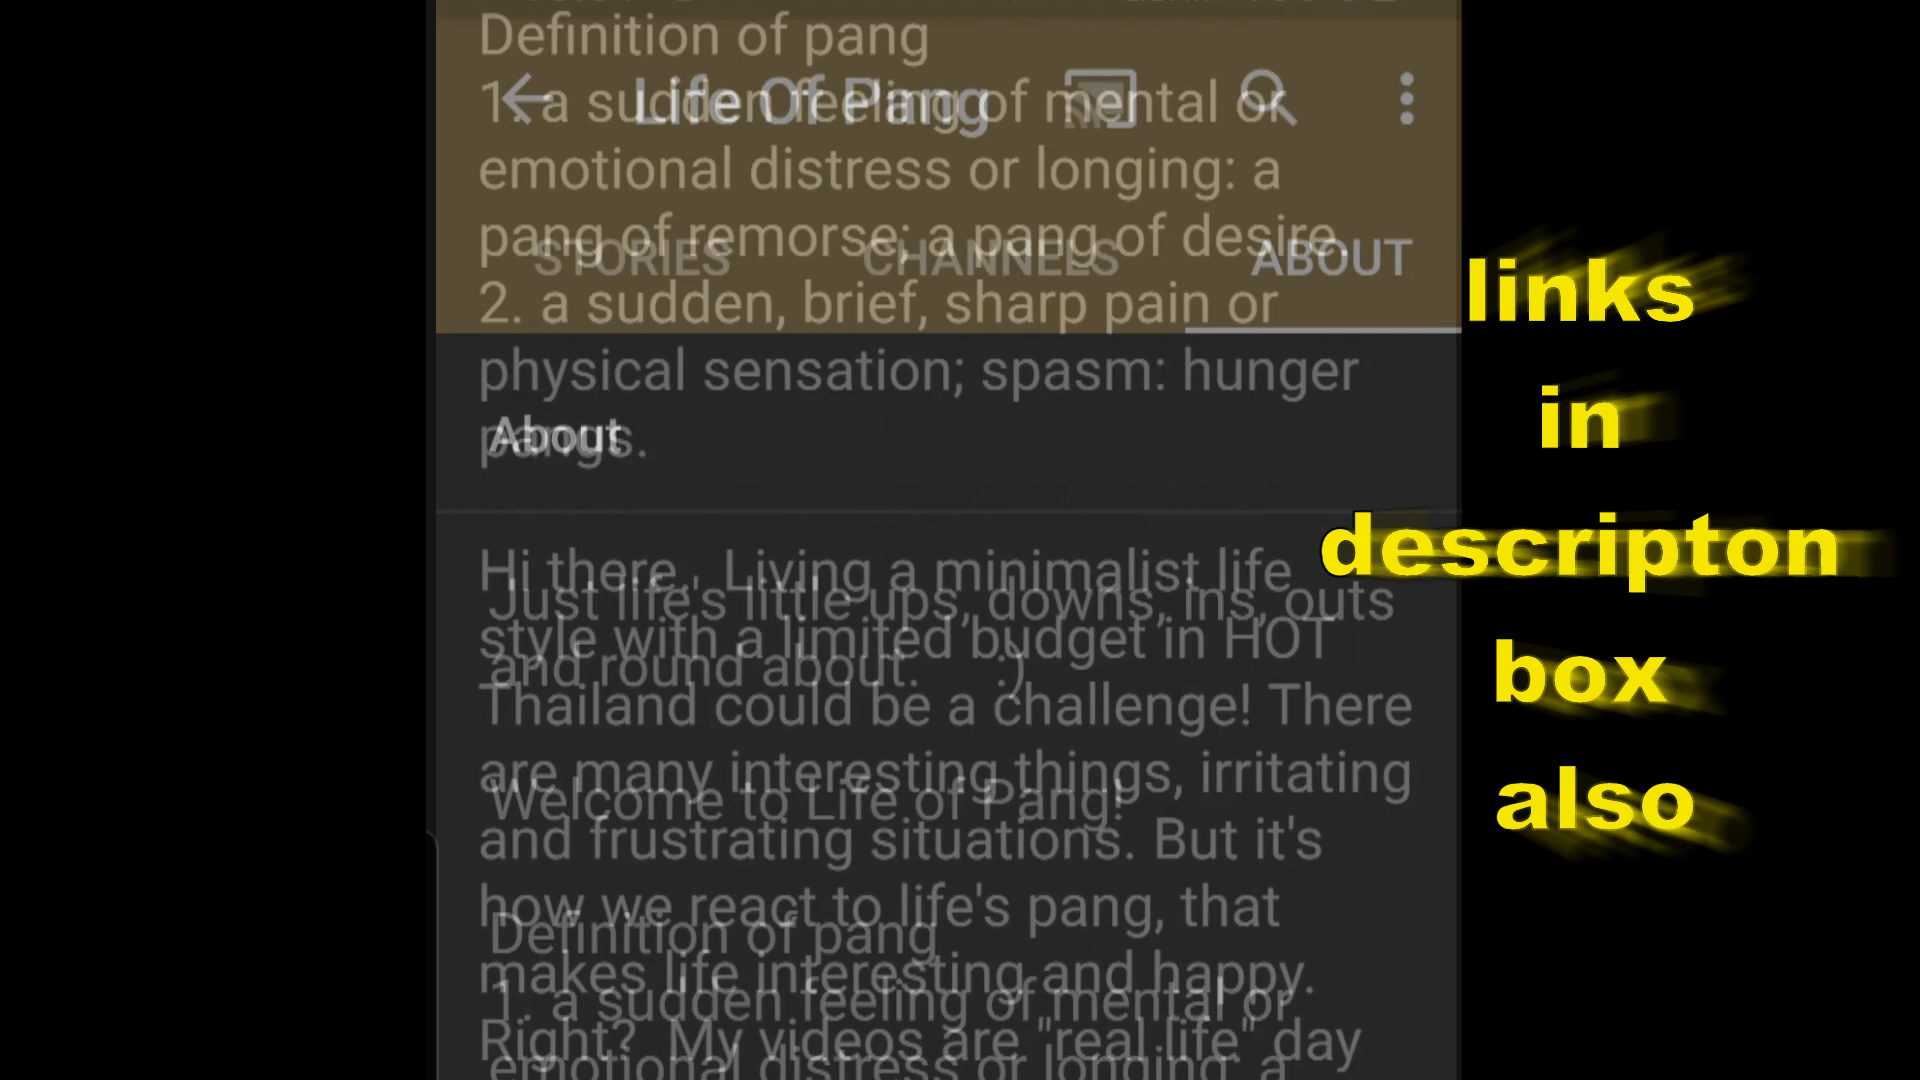 Definition of pang
1. a sudden feeling of mental or
emotional distress or longing: a
pang of remorse; a pang of desire.
2. a sudden, brief, sharp pain or
physical sensation; spasm: hunger
pangs.
Hi there. Living a minimalist life
style with a limited budget in HOT
Thailand could be a challenge! There
are many interesting things, irritating
and frustrating situations. But it's
how we react to life's pang, that
makes life interesting and happy.
Right? My videos are "real life" day
Life Of Pang
STORIES CHANNELS ABOUT
About
Just life's little ups, downs, ins, outs
and round about. :)
Welcome to Life of Pang!
Definition of pang
1. a sudden feeling of mental or
emotional distress or longing: a
links
in
descripton
box
also